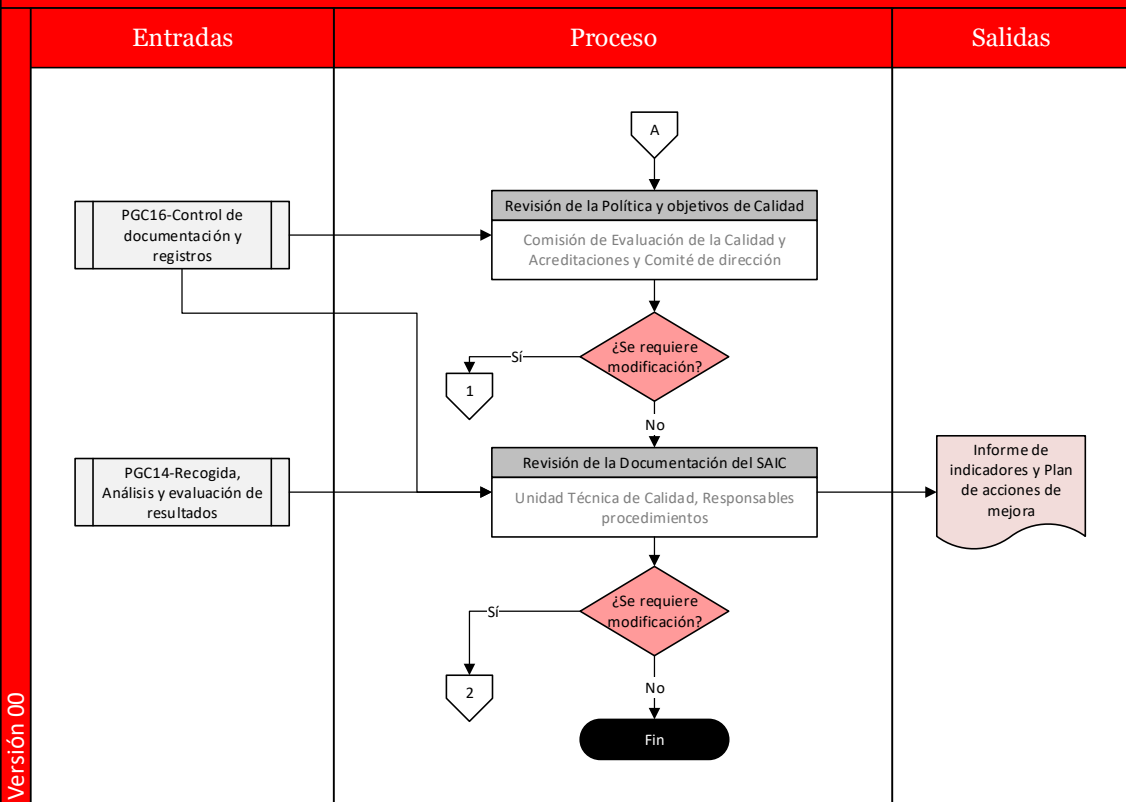 Entradas
Proceso
Salidas
A
PGC16-Control de
documentación y
registros
Revisión de la Política y objetivos de Calidad
Comisión de Evaluación de la Calidad y
Acreditaciones y Comité de dirección
¿Se requiere
modificación?
Sí
1
No
PGC14-Recogida,
Análisis y evaluación de
resultados
Revisión de la Documentación del SAIC
Unidad Técnica de Calidad, Responsables
procedimientos
Informe de
indicadores y Plan
de acciones de
mejora
¿Se requiere
modificación?
Sí
2
No
Fin
Versión 00